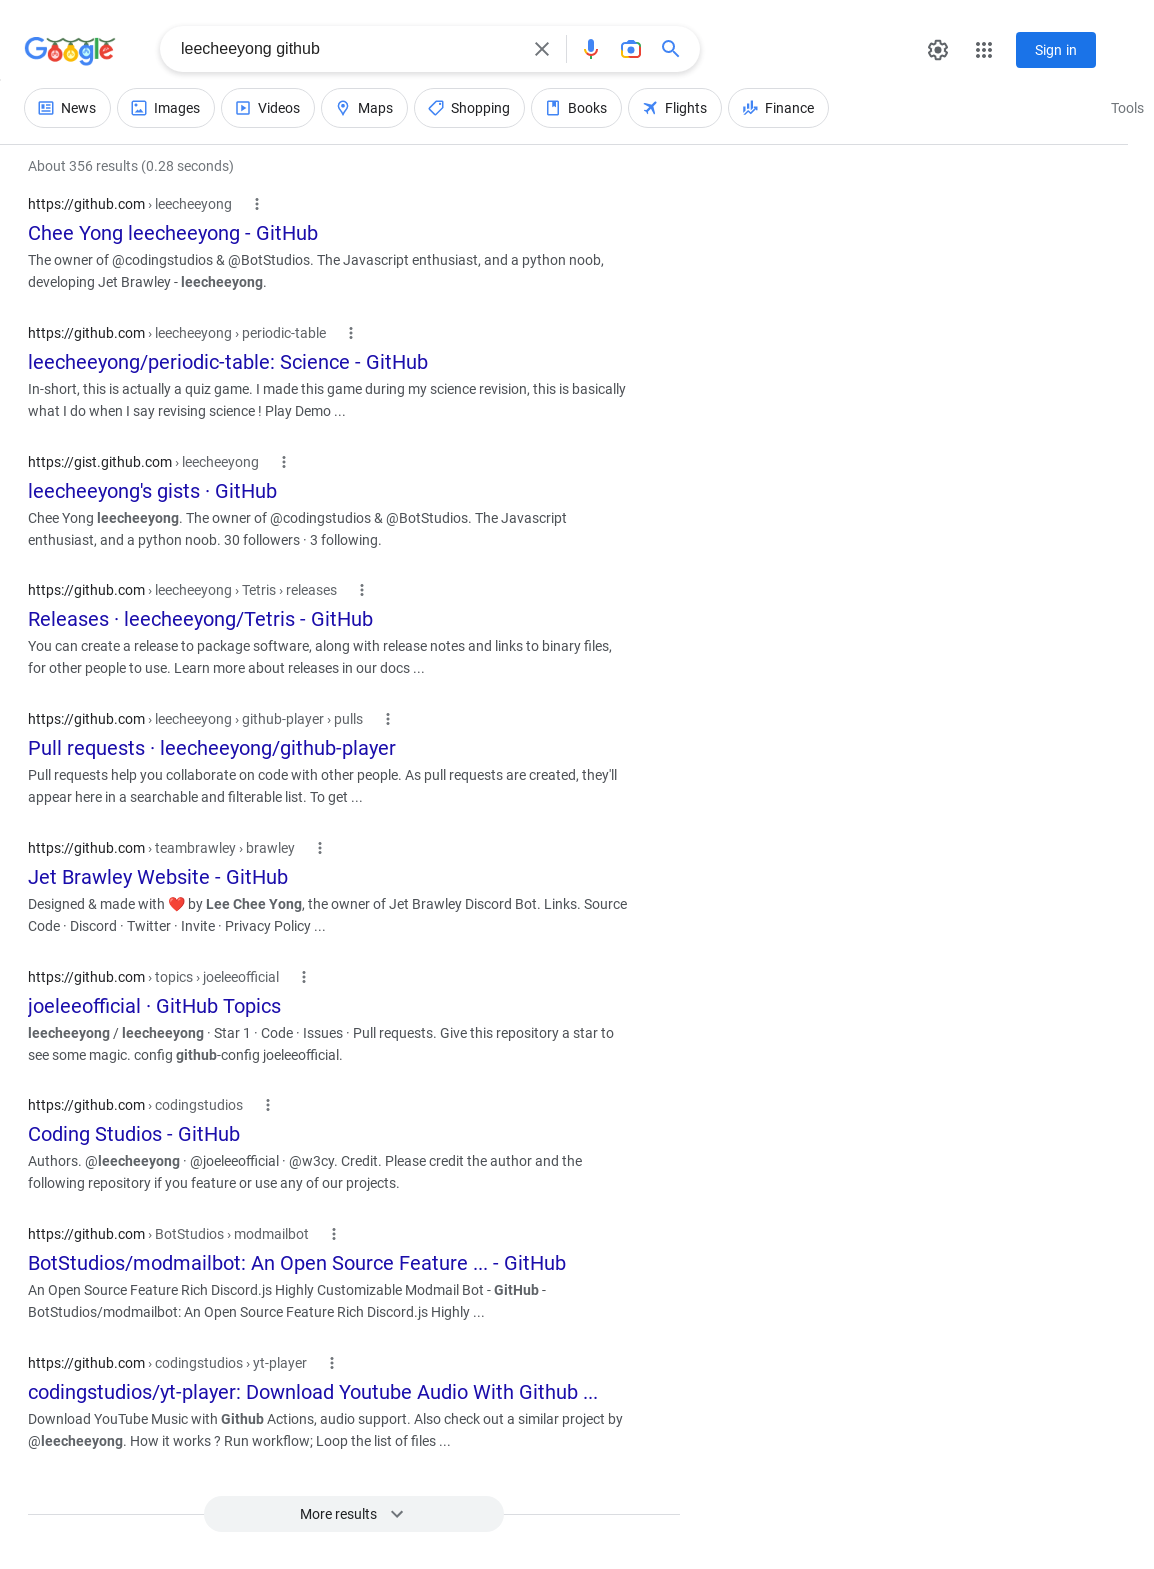 Google
leecheeyong github
Sign in
News
Images
Videos
Maps
Shopping
Books
Flights
Finance
Tools
About 356 results (0.28 seconds)
https://github.com › leecheeyong
Chee Yong leecheeyong - GitHub
The owner of @codingstudios & @BotStudios. The Javascript enthusiast, and a python noob,
developing Jet Brawley - leecheeyong.
https://github.com › leecheeyong › periodic-table
leecheeyong/periodic-table: Science - GitHub
In-short, this is actually a quiz game. I made this game during my science revision, this is basically
what I do when I say revising science ! Play Demo ...
https://gist.github.com › leecheeyong
leecheeyong's gists · GitHub
Chee Yong leecheeyong. The owner of @codingstudios & @BotStudios. The Javascript
enthusiast, and a python noob. 30 followers · 3 following.
https://github.com › leecheeyong › Tetris › releases
Releases · leecheeyong/Tetris - GitHub
You can create a release to package software, along with release notes and links to binary files,
for other people to use. Learn more about releases in our docs ...
https://github.com › leecheeyong › github-player › pulls
Pull requests · leecheeyong/github-player
Pull requests help you collaborate on code with other people. As pull requests are created, they'll
appear here in a searchable and filterable list. To get ...
https://github.com › teambrawley › brawley
Jet Brawley Website - GitHub
Designed & made with ❤️ by Lee Chee Yong, the owner of Jet Brawley Discord Bot. Links. Source
Code · Discord · Twitter · Invite · Privacy Policy ...
https://github.com › topics › joeleeofficial
joeleeofficial · GitHub Topics
leecheeyong / leecheeyong · Star 1 · Code · Issues · Pull requests. Give this repository a star to
see some magic. config github-config joeleeofficial.
https://github.com › codingstudios
Coding Studios - GitHub
Authors. @leecheeyong · @joeleeofficial · @w3cy. Credit. Please credit the author and the
following repository if you feature or use any of our projects.
https://github.com › BotStudios › modmailbot
BotStudios/modmailbot: An Open Source Feature ... - GitHub
An Open Source Feature Rich Discord.js Highly Customizable Modmail Bot - GitHub -
BotStudios/modmailbot: An Open Source Feature Rich Discord.js Highly ...
https://github.com › codingstudios › yt-player
codingstudios/yt-player: Download Youtube Audio With Github ...
Download YouTube Music with Github Actions, audio support. Also check out a similar project by
@leecheeyong. How it works ? Run workflow; Loop the list of files ...
More results